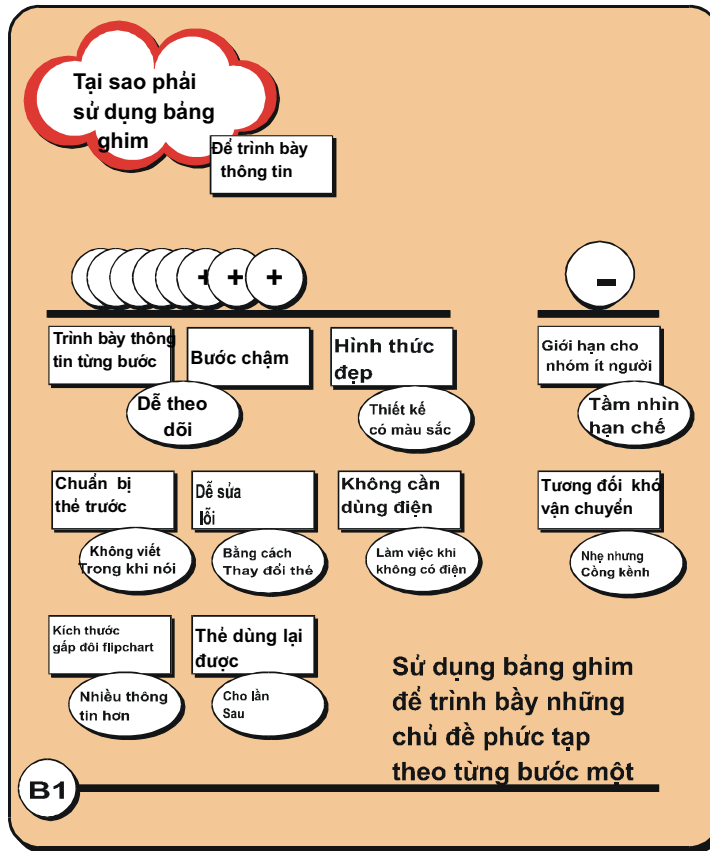 Tại sao phải
sử dụng bảng
ghim
Để trình bày
thông tin
+ + +
-
Trình bày thông
tin từng bước
Dễ theo
dõi
Bước chậm
Hình thức
đẹp
Thiết kế
có màu sắc
Giới hạn cho
nhóm ít người
Tầm nhìn
hạn chế
Chuẩn bị
thẻ trước
Không viết
Trong khi nói
Dễ sửa
lỗi
Bằng cách
Thay đổi thẻ
Không cần
dùng điện
Làm việc khi
không có điện
Tương đối khó
vận chuyển
Nhẹ nhưng
Cồng kềnh
Kích thước
gấp đôi flipchart
Nhiều thông
tin hơn
Thẻ dùng lại
được
Cho lần
Sau
Sử dụng bảng ghim
để trình bầy những
chủ đề phức tạp
theo từng bước một
B1